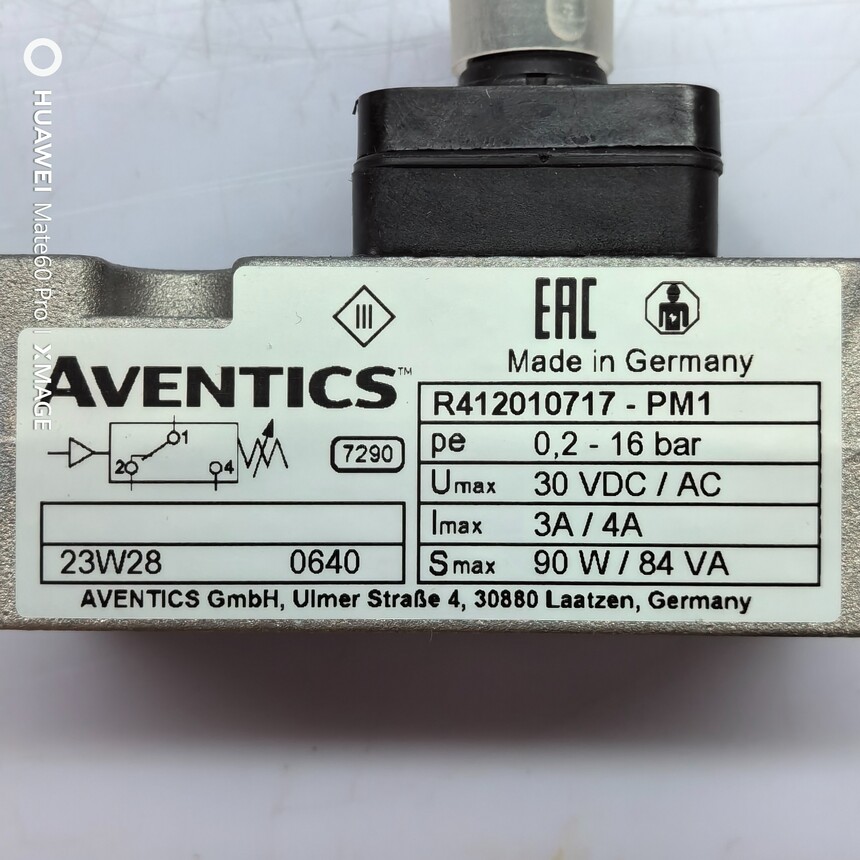 HUAWEI Mate60 Pro | XMAGE
III
EAC
Made in Germany
AVENTICS™
R412010717 - PM1
1
2
4
7290
pe 0,2 - 16 bar
Umax 30 VDC / AC
Imax 3A / 4A
Smax 90 W / 84 VA
23W28 0640
AVENTICS GmbH, Ulmer Straße 4, 30880 Laatzen, Germany